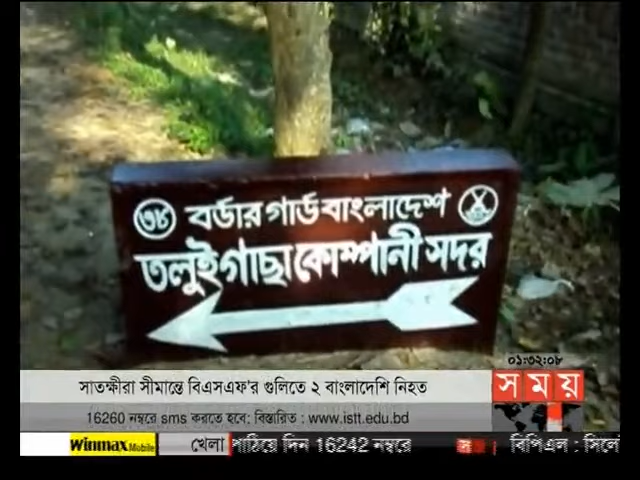 ৩৮ বর্ডার গার্ড বাংলাদেশ
তলুইগাছা কোম্পানী সদর
০১:৩২:০৮
সাতক্ষীরা সীমান্তে বিএসএফ'র গুলিতে ২ বাংলাদেশি নিহত
সময়
16260 নম্বরে sms করতে হবে; বিস্তারিত : www.istt.edu.bd
Winmax Mobile খেলা পাঠিয়ে দিন 16242 নম্বরে স বিপিএল : সিলে